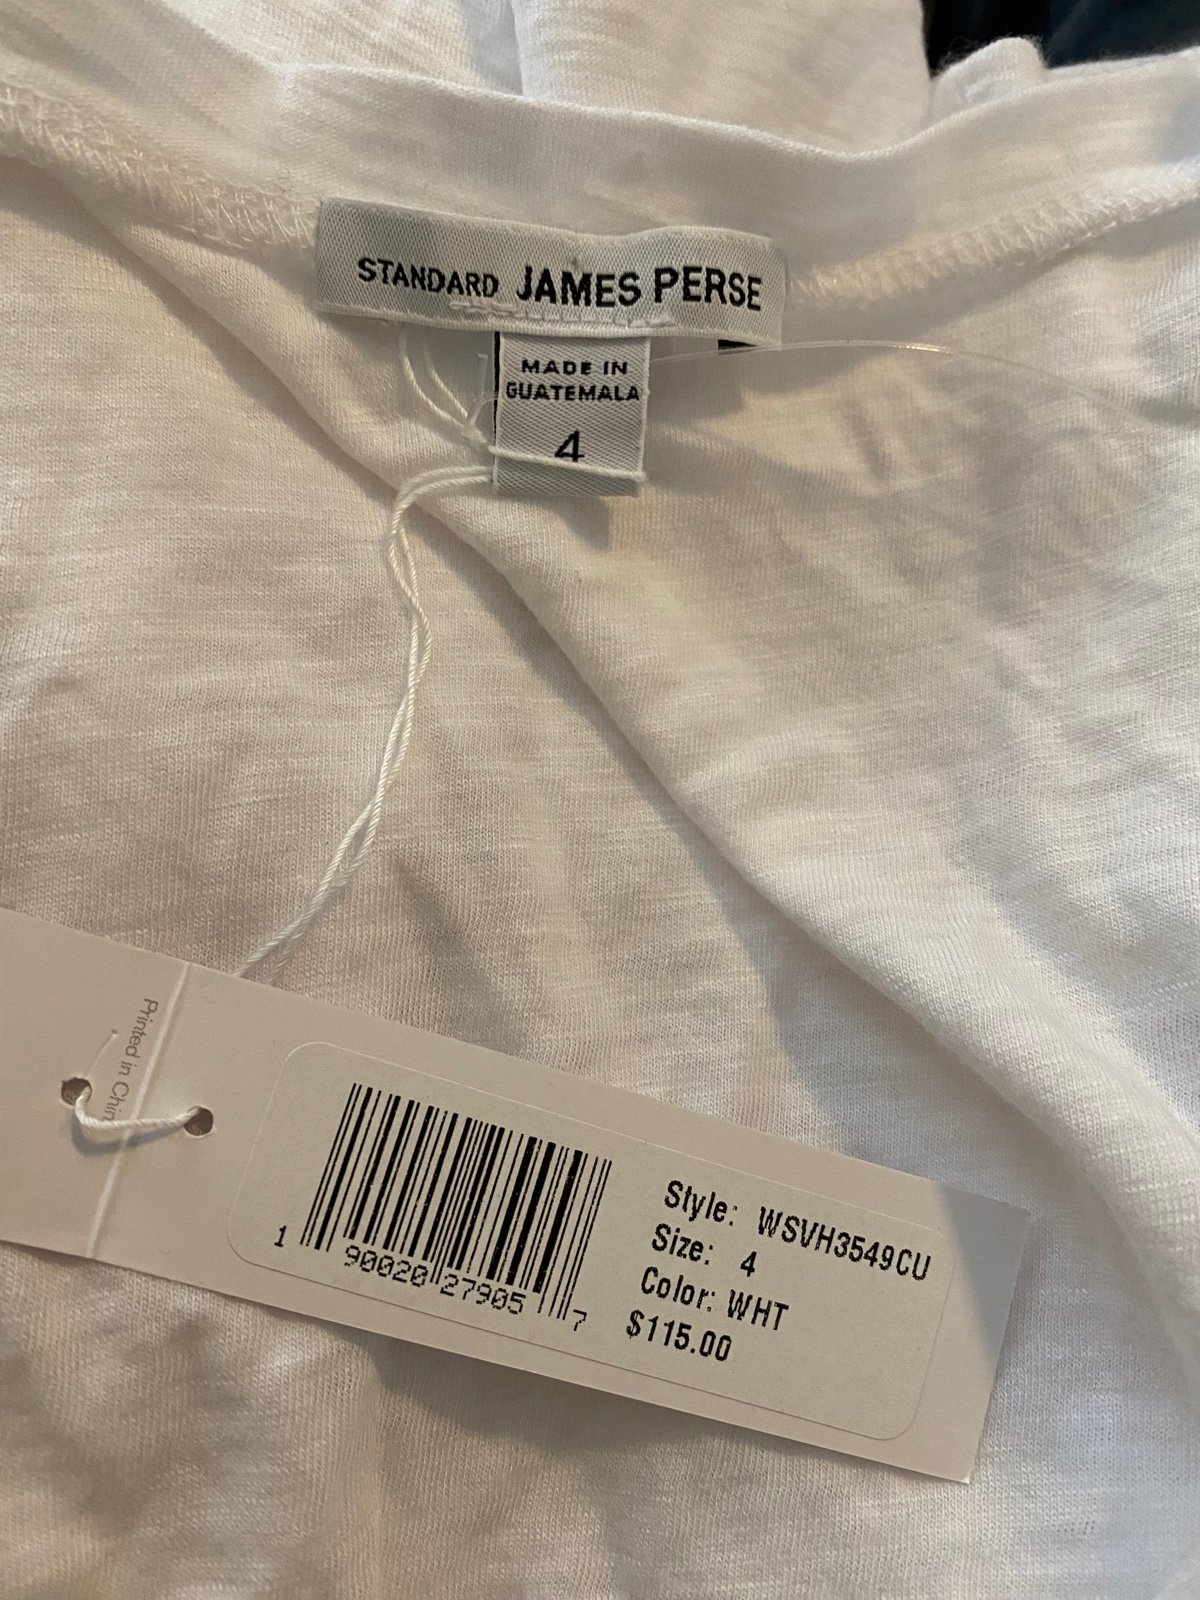 STANDARD JAMES PERSE
MADE IN
GUATEMALA
4
Printed in
1 90020 27905 7
Style: WSVH3549CU
Size: 4
Color: WHT
$115.00